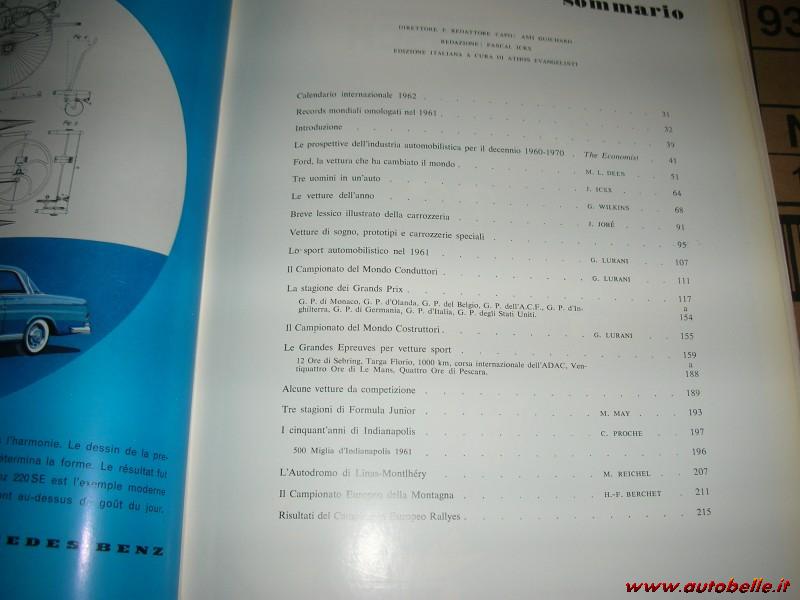 sommario
DIRETTORE E REDATTORE CAPO: AMI GUICHARD
REDAZIONE: PASCAL ICKX
EDIZIONE ITALIANA A CURA DI ATHOS EVANGELISTI
Calendario internazionale 1962 31
Records mondiali omologati nel 1961 32
Introduzione 39
Le prospettive dell'industria automobilistica per il decennio 1960-1970 The Economist 41
Ford, la vettura che ha cambiato il mondo M. L. DEES 51
Tre uomini in un'auto J. ICKX 64
Le vetture dell'anno G. WILKINS 68
Breve lessico illustrato della carrozzeria J. JOBÉ 91
Vetture di sogno, prototipi e carrozzerie speciali 95
Lo sport automobilistico nel 1961 G. LURANI 107
Il Campionato del Mondo Conduttori G. LURANI 111
La stagione dei Grands Prix 117
G. P. di Monaco, G. P. d'Olanda, G. P. del Belgio, G. P. dell'A.C.F., G. P. d'In- a
ghilterra, G. P. di Germania, G. P. d'Italia, G. P. degli Stati Uniti. 154
Il Campionato del Mondo Costruttori G. LURANI 155
Le Grandes Epreuves per vetture sport 159
12 Ore di Sebring, Targa Florio, 1000 km, corsa internazionale dell'ADAC, Ven- a
tiquattro Ore di Le Mans, Quattro Ore di Pescara. 188
Alcune vetture da competizione 189
Tre stagioni di Formula Junior M. MAY 193
I cinquant'anni di Indianapolis C. PROCHE 197
500 Miglia d'Indianapolis 1961 196
L'Autodromo di Linas-Montlhéry M. REICHEL 207
Il Campionato Europeo della Montagna H.-F. BERCHET 211
Risultati del Campionato Europeo Rallyes 215
l'harmonie. Le dessin de la pre-
étermina la forme. Le résultat fut
nz 220 SE est l'exemple moderne
ont au-dessus du goût du jour.
EDES-BENZ
93
www.autobelle.it